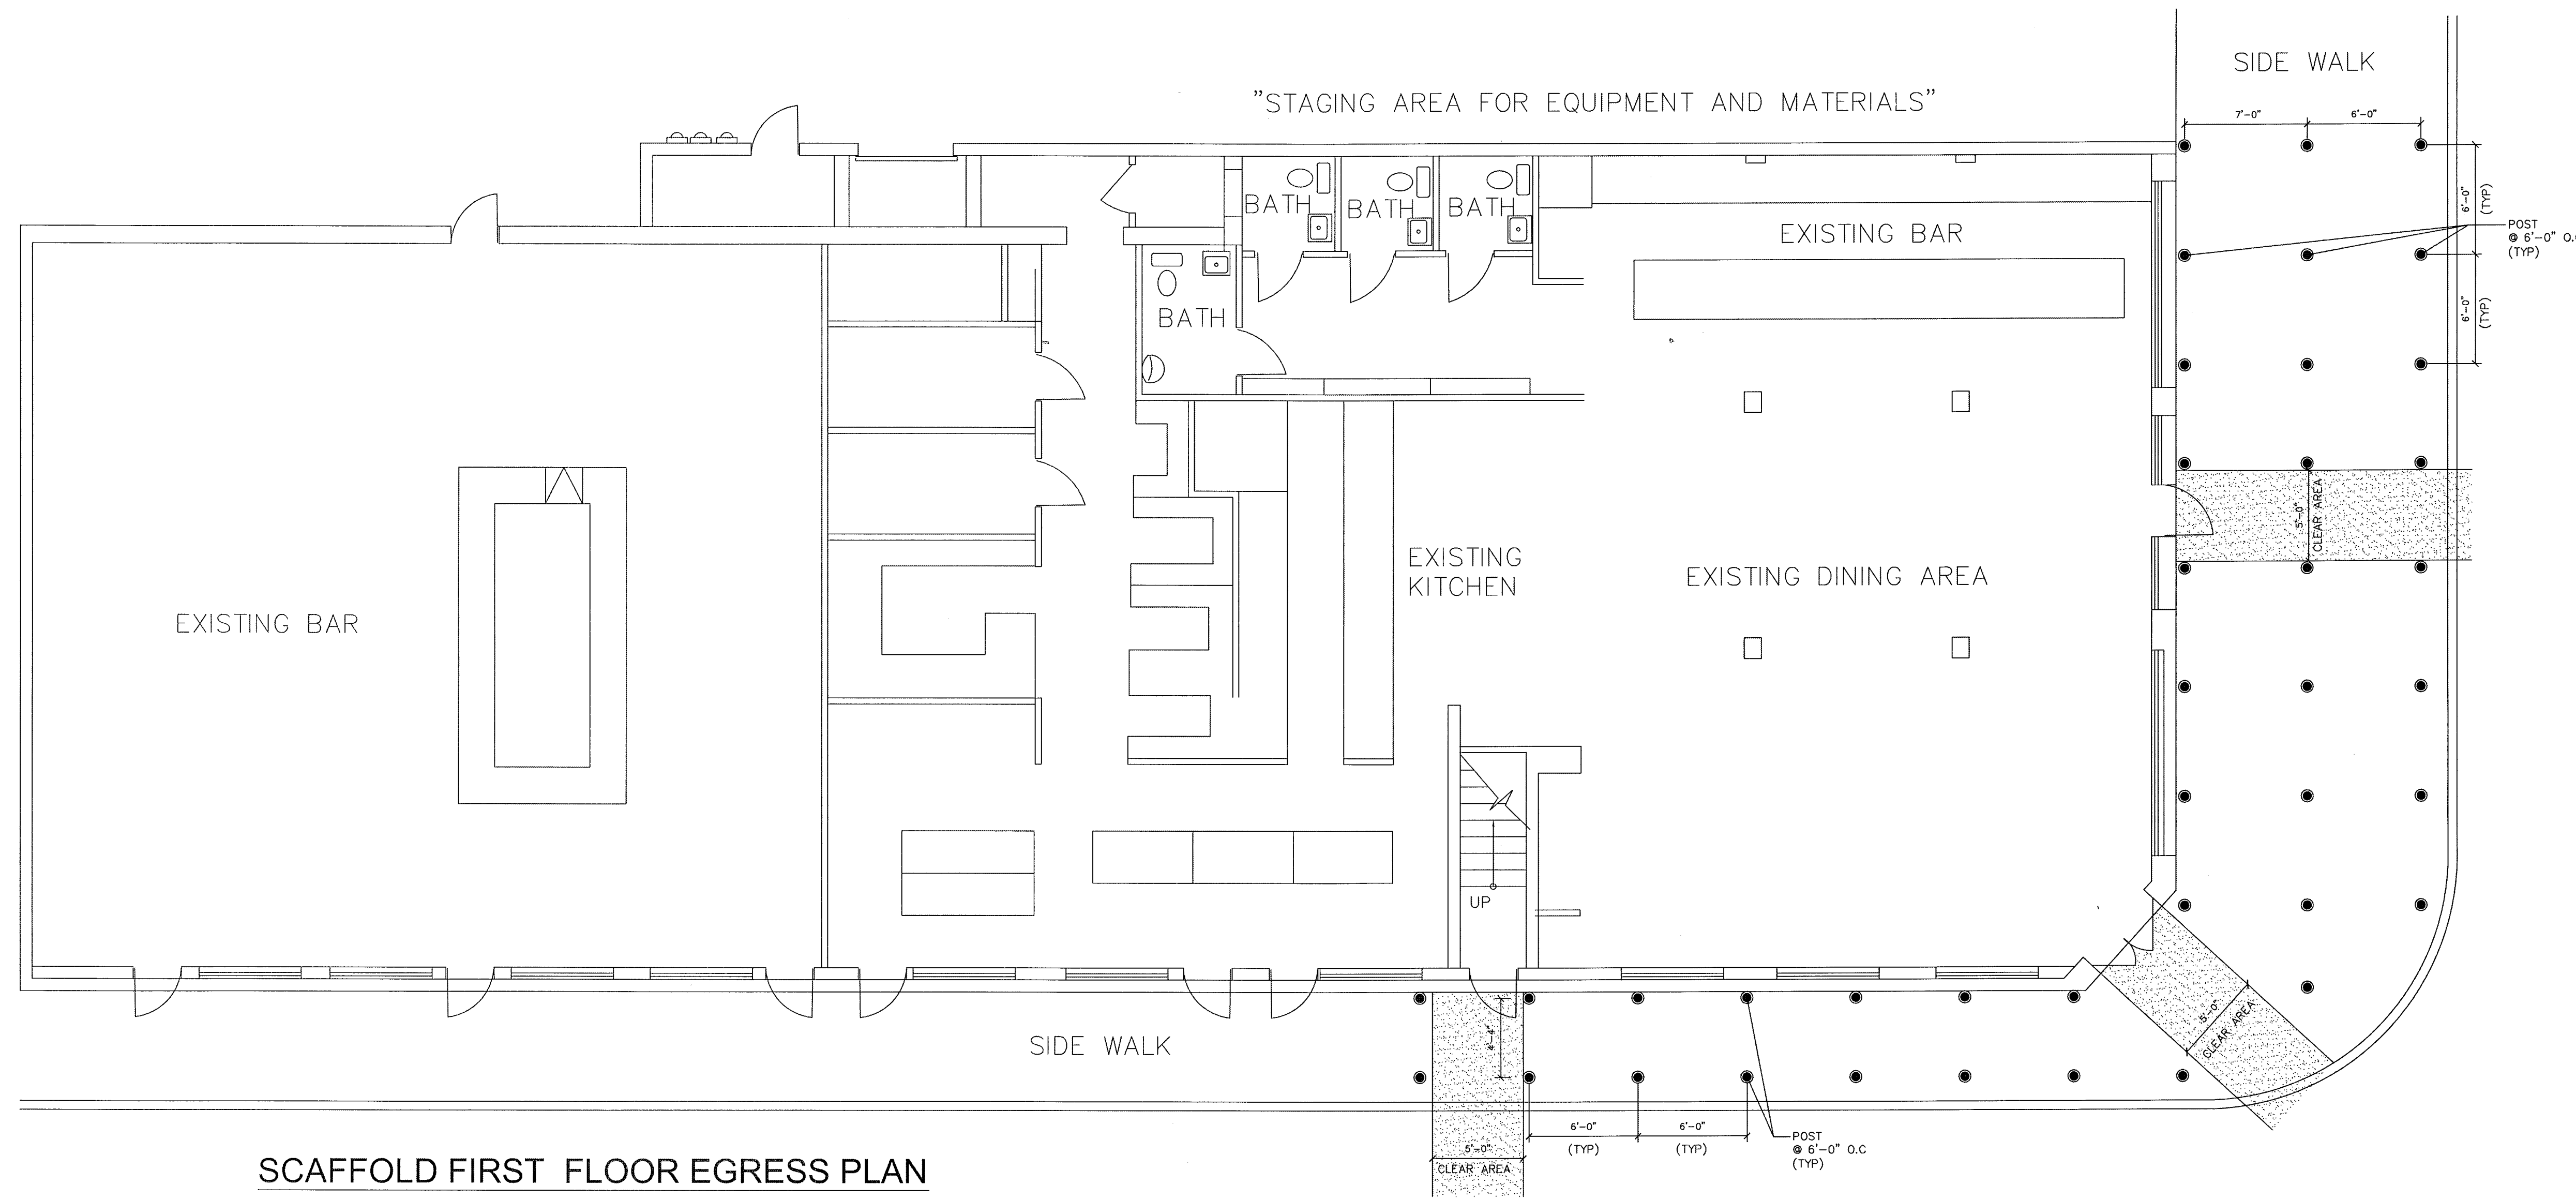 SIDE WALK
"STAGING AREA FOR EQUIPMENT AND MATERIALS"
7'-0"
6'-0"
6'-0"
(TYP)
BATH
BATH
BATH
EXISTING BAR
POST
@ 6'-0" O.
(TYP)
6'-0"
(TYP)
BATH
5'-0"
CLEAR AREA
EXISTING
KITCHEN
EXISTING DINING AREA
EXISTING BAR
UP
5'-0"
CLEAR AREA
4'-4"
SIDE WALK
6'-0"
(TYP)
6'-0"
(TYP)
POST
@ 6'-0" O.C
(TYP)
5'-0"
CLEAR AREA
SCAFFOLD FIRST FLOOR EGRESS PLAN